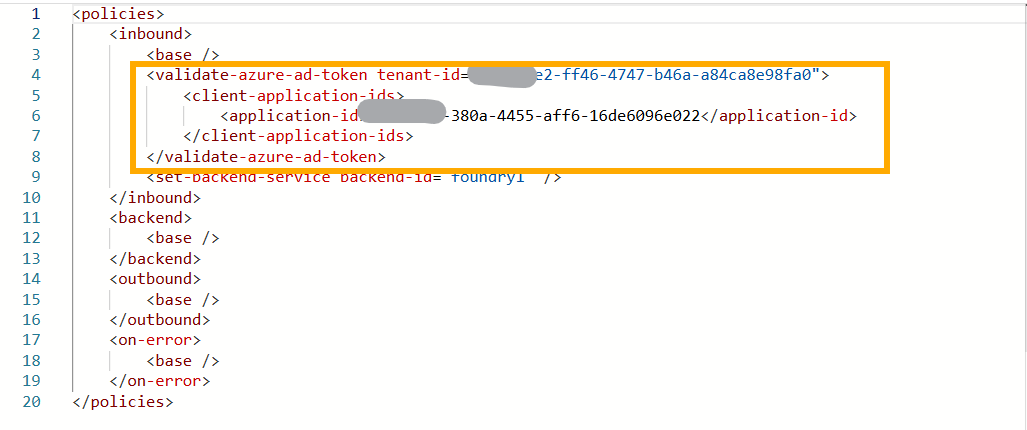 1 <policies>
2 <inbound>
3 <base />
4 <validate-azure-ad-token tenant-id= e2-ff46-4747-b46a-a84ca8e98fa0">
5 <client-application-ids>
6 <application-id -380a-4455-aff6-16de6096e022</application-id>
7 </client-application-ids>
8 </validate-azure-ad-token>
9 <set-backend-service backend-id= foundry1 />
10 </inbound>
11 <backend>
12 <base />
13 </backend>
14 <outbound>
15 <base />
16 </outbound>
17 <on-error>
18 <base />
19 </on-error>
20 </policies>